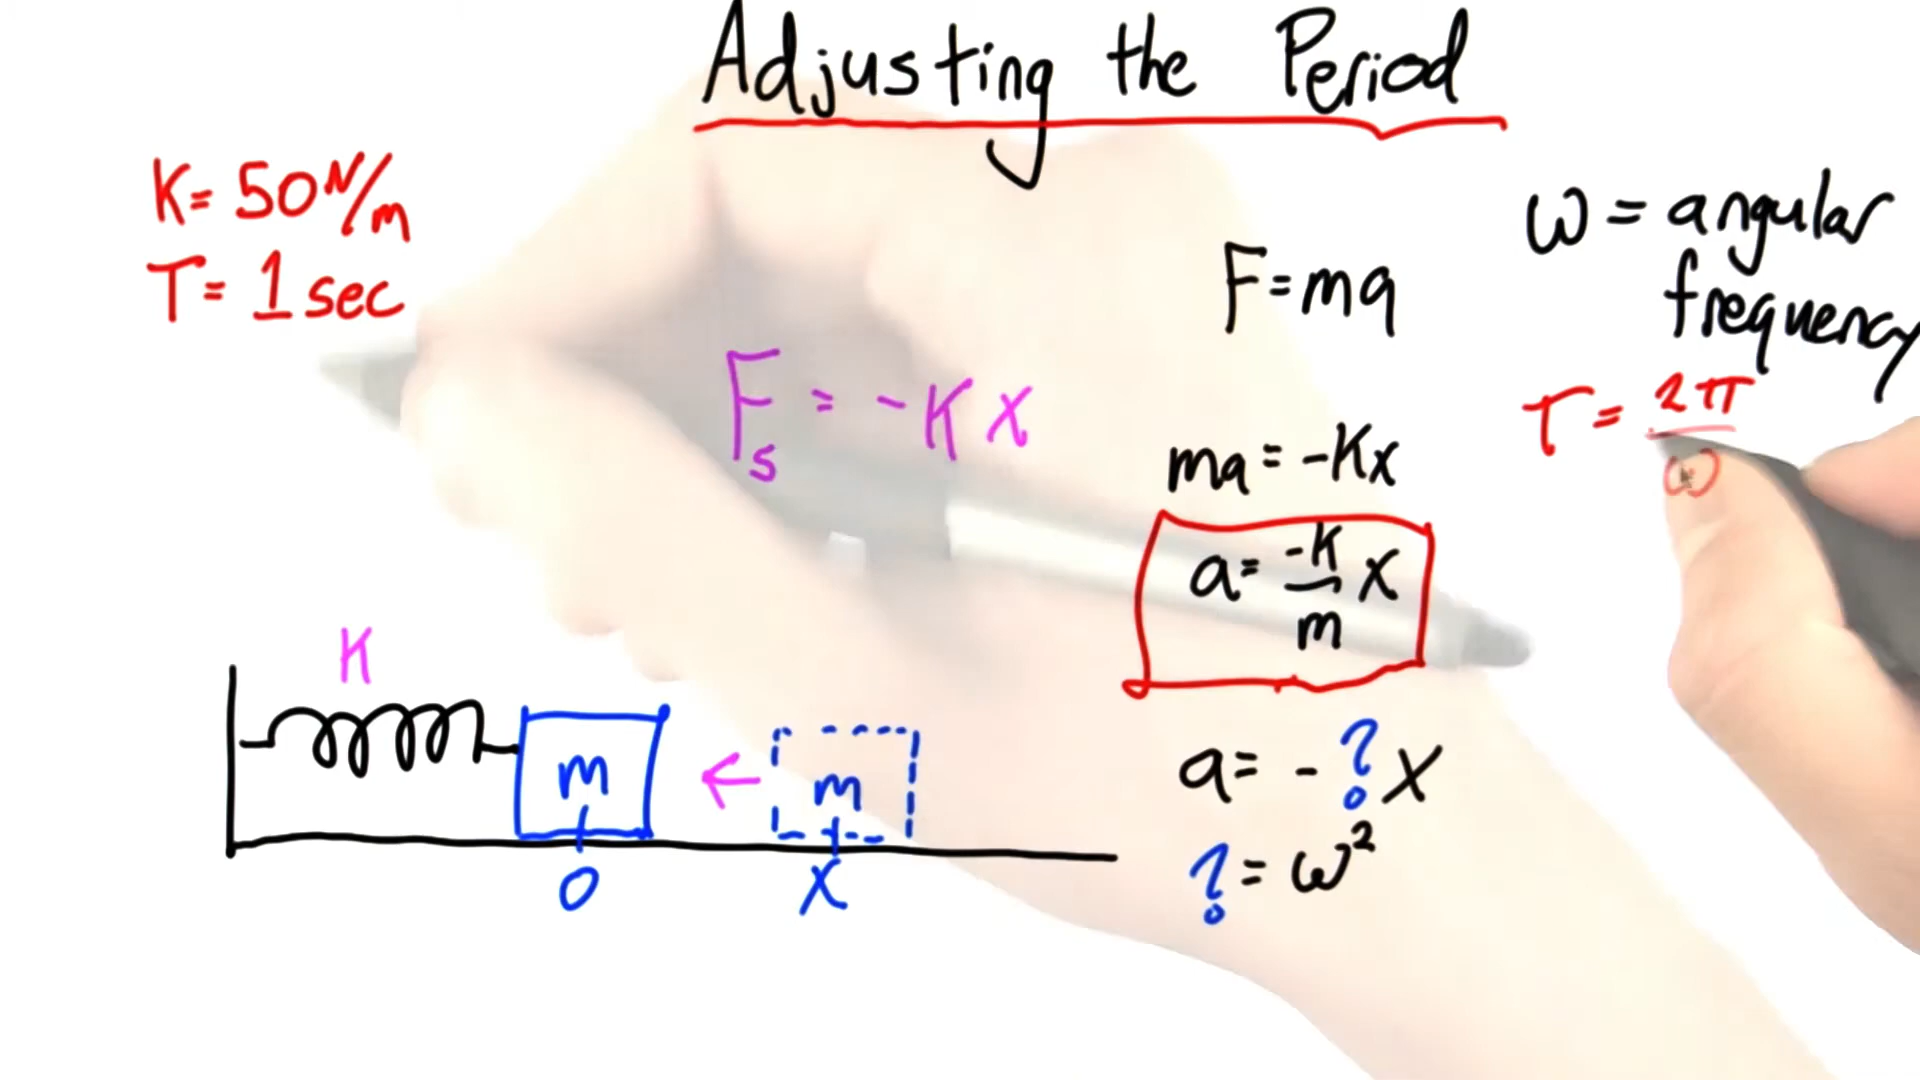 Adjusting the Period
K = 50 N/m
T = 1 sec
F = ma
ω = angular
frequency
F_s = -Kx
T = 2π/ω
ma = -Kx
a = -K/m x
K
m
m
0
x
a = - ? x
? = ω²